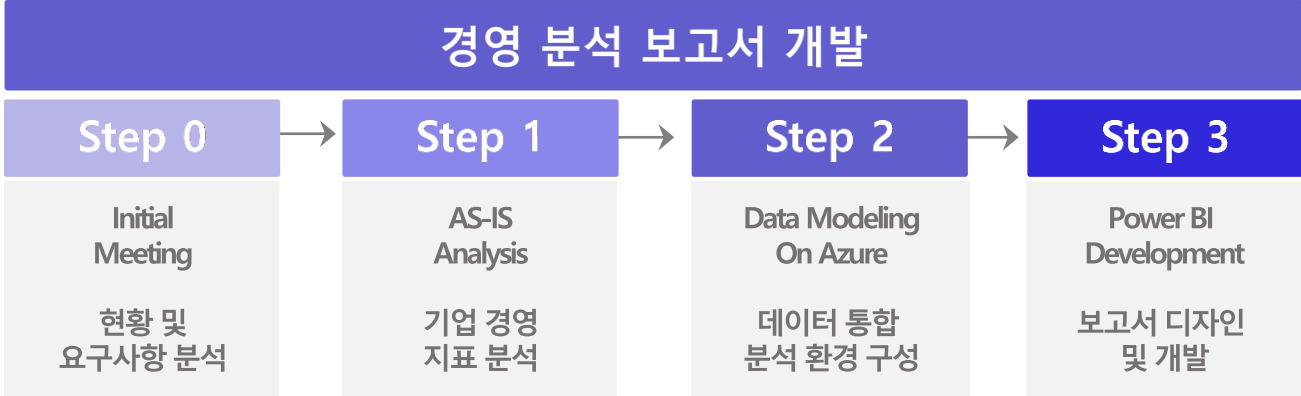 경영 분석 보고서 개발
Step 0
Initial
Meeting
현황 및
요구사항 분석
Step 1
AS-IS
Analysis
기업 경영
지표 분석
Step 2
Data Modeling
On Azure
데이터 통합
분석 환경 구성
Step 3
Power BI
Development
보고서 디자인
및 개발